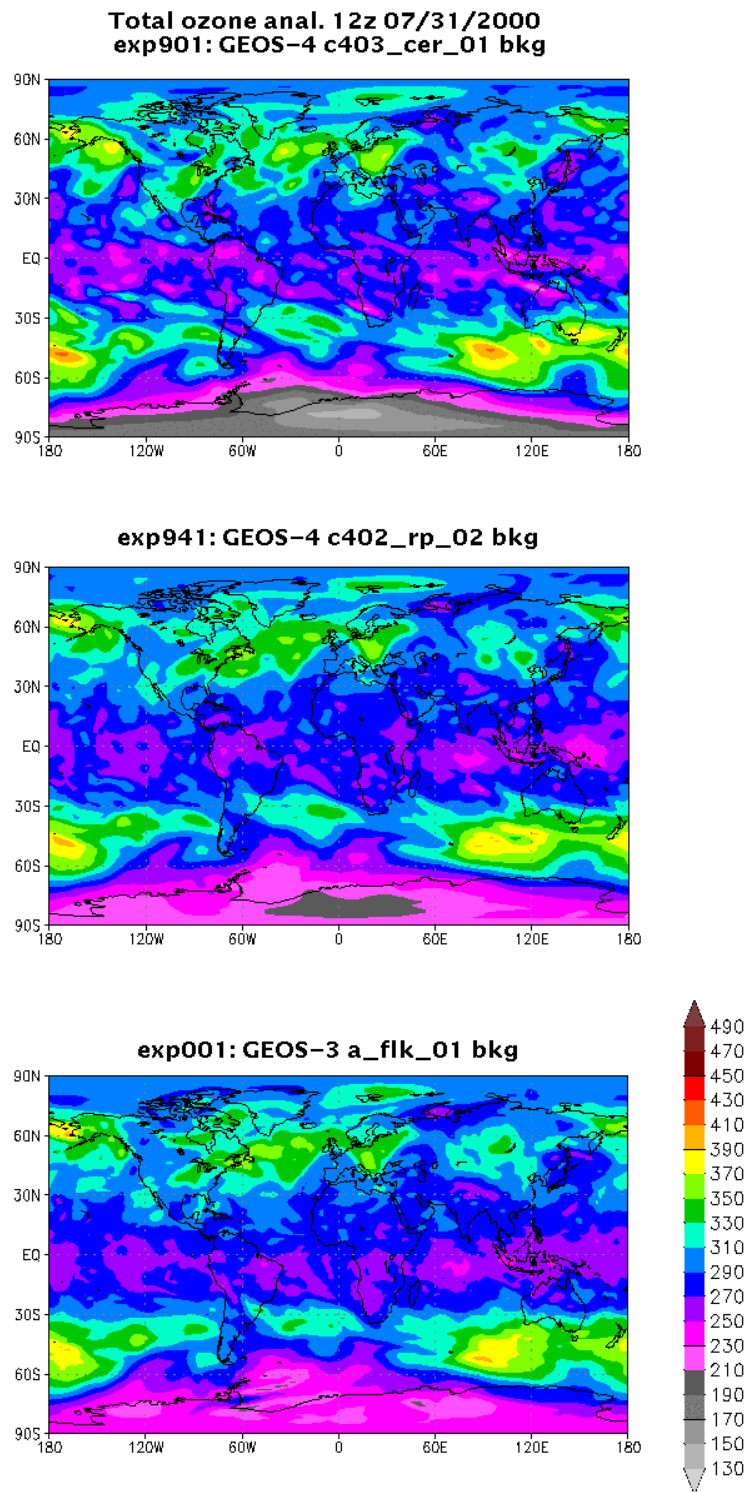 Total ozone anal. 12z 07/31/2000
exp901: GEOS-4 c403_cer_01 bkg
90N
60N
30N
EQ
30S
60S
90S
180 120W 60W 0 60E 120E 180
exp941: GEOS-4 c402_rp_02 bkg
90N
60N
30N
EQ
30S
60S
90S
180 120W 60W 0 60E 120E 180
exp001: GEOS-3 a_flk_01 bkg
90N
60N
30N
EQ
30S
60S
90S
180 120W 60W 0 60E 120E 180
490
470
450
430
410
390
370
350
330
310
290
270
250
230
210
190
170
150
130